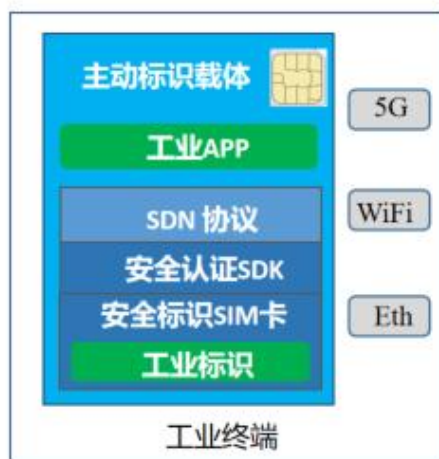 主动标识载体
5G
工业APP
SDN 协议
WiFi
安全认证SDK
安全标识SIM卡
Eth
工业标识
工业终端